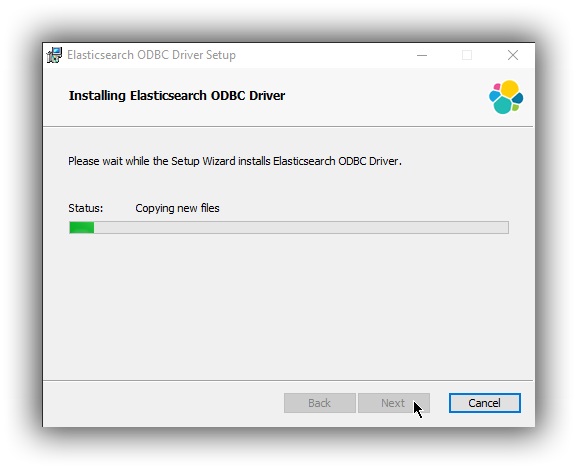 Elasticsearch ODBC Driver Setup
Installing Elasticsearch ODBC Driver
Please wait while the Setup Wizard installs Elasticsearch ODBC Driver.
Status: Copying new files
Back Next Cancel